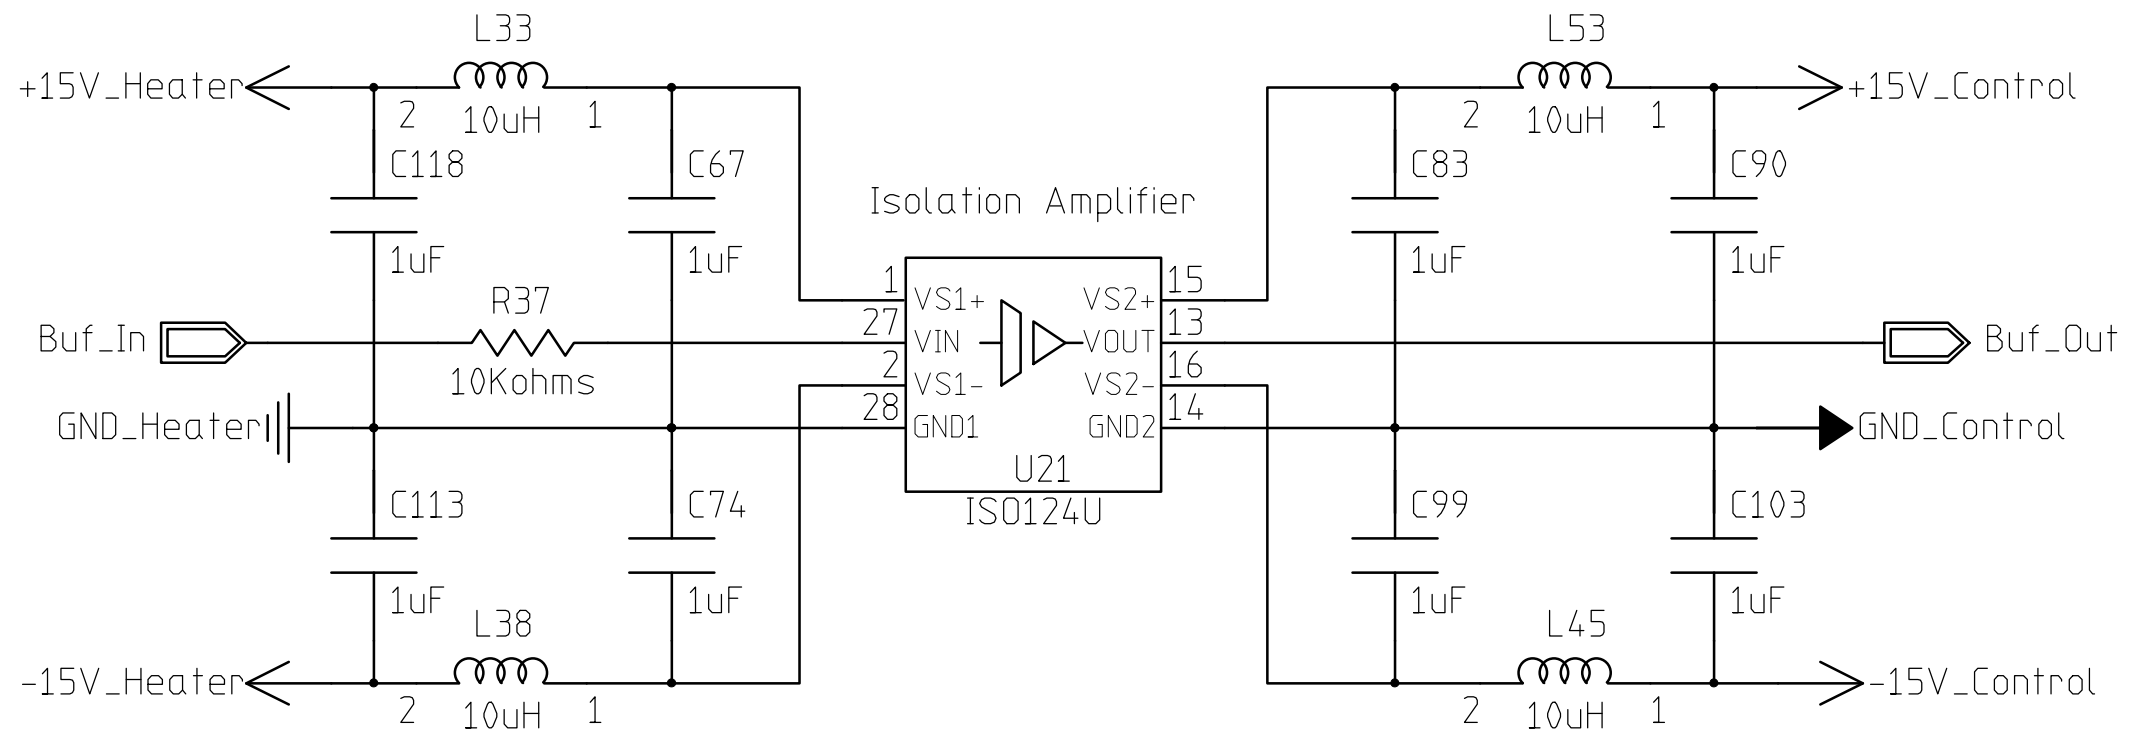 L33
L53
+15V_Heater
+15V_Control
2
10uH
1
2
10uH
1
C118
C67
C83
C90
Isolation Amplifier
1uF
1uF
1uF
1uF
1
VS1+
VS2+
15
R37
27
VIN
VOUT
13
Buf_In
Buf_Out
10Kohms
2
VS1-
VS2-
16
28
GND1
GND2
14
GND_Heater
GND_Control
U21
ISO124U
C113
C74
C99
C103
1uF
1uF
1uF
1uF
L38
L45
-15V_Heater
-15V_Control
2
10uH
1
2
10uH
1